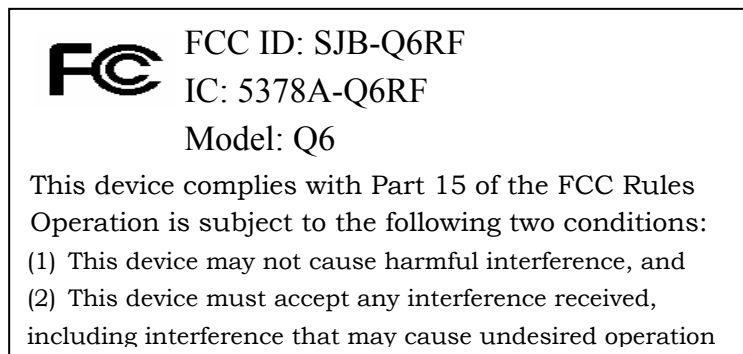 FC FCC ID: SJB-Q6RF
IC: 5378A-Q6RF
Model: Q6
This device complies with Part 15 of the FCC Rules
Operation is subject to the following two conditions:
(1) This device may not cause harmful interference, and
(2) This device must accept any interference received,
including interference that may cause undesired operation